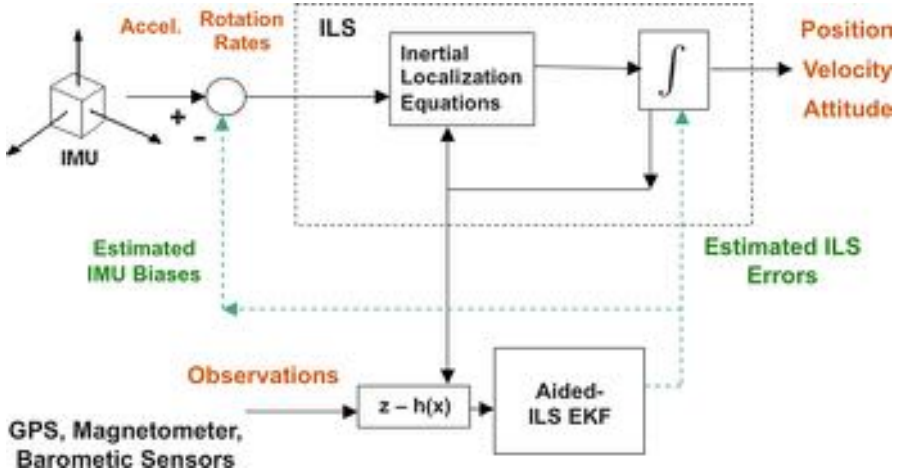 Accel.
Rotation
Rates
ILS
Inertial
Localization
Equations
∫
Position
Velocity
Attitude
+
-
IMU
Estimated
IMU Biases
Estimated ILS
Errors
Observations
z – h(x)
Aided-
ILS EKF
GPS, Magnetometer,
Barometic Sensors